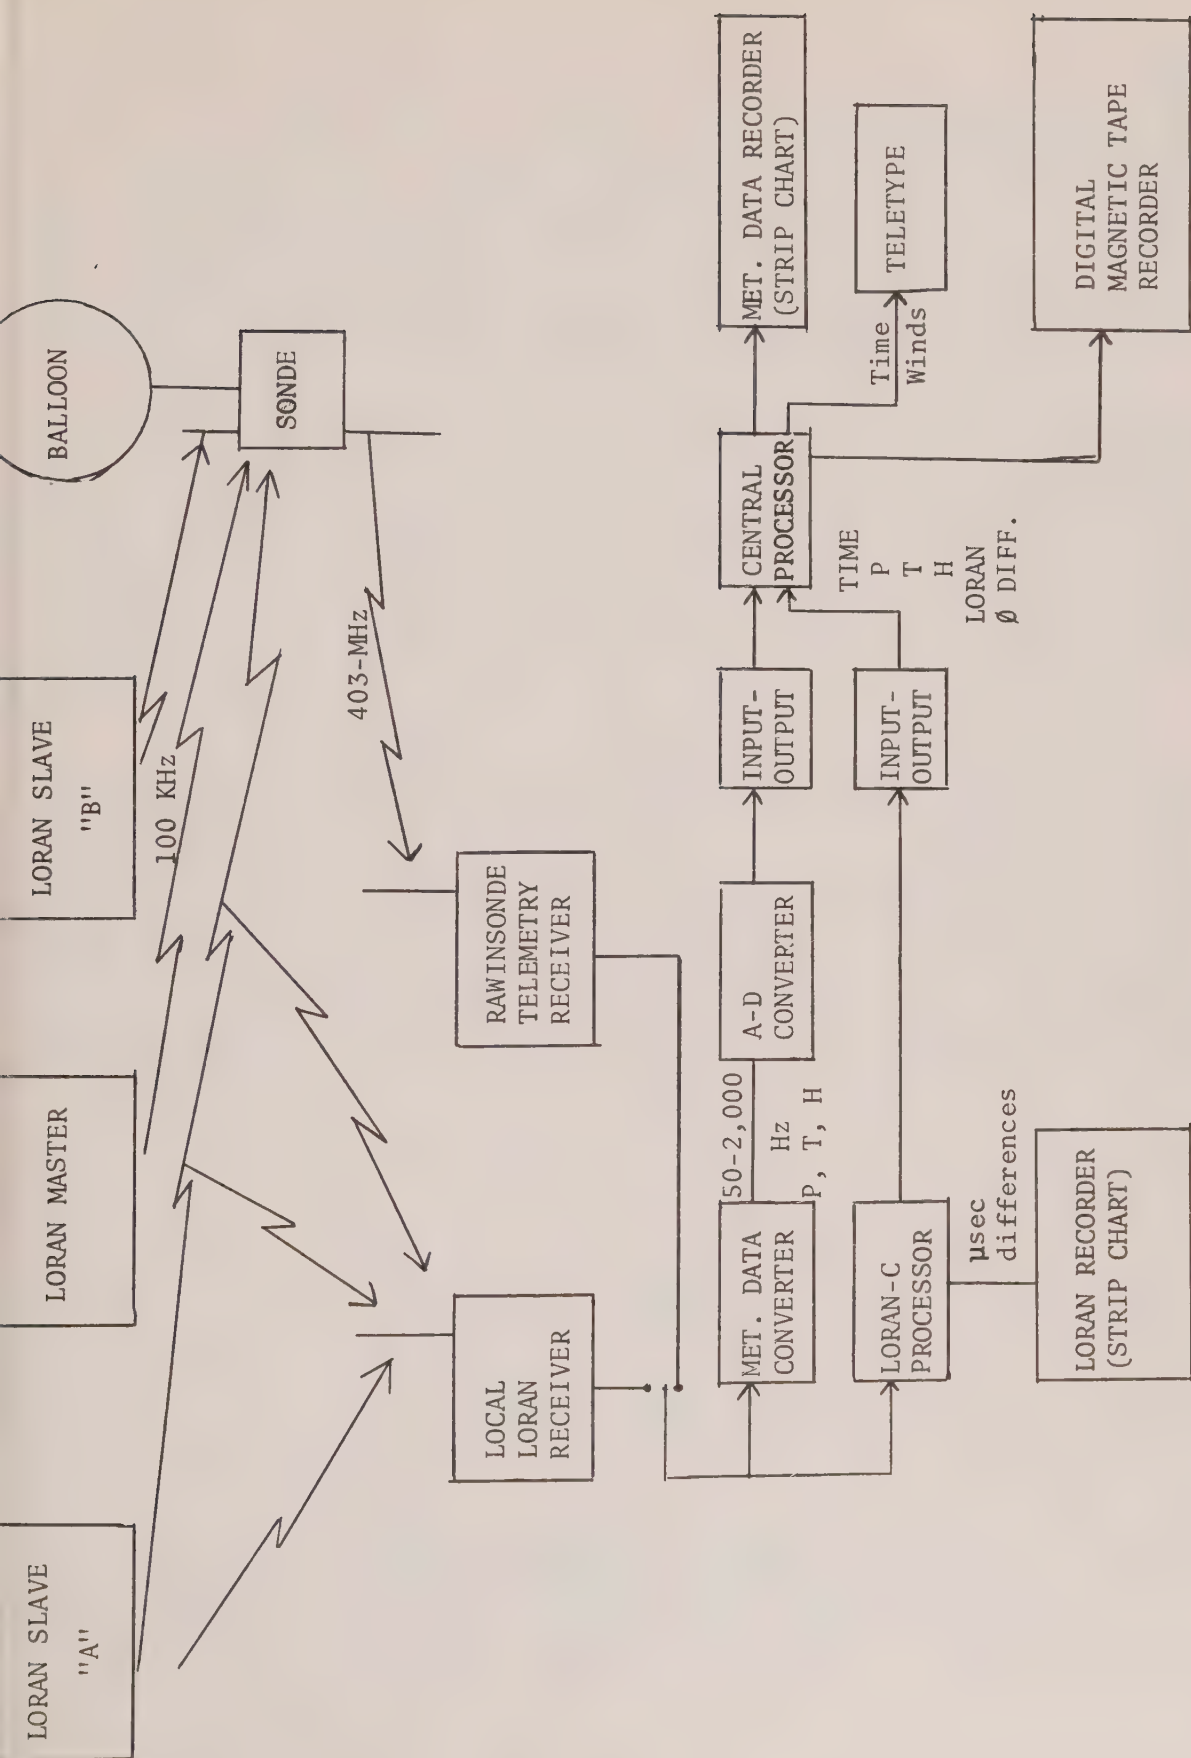 LORAN SLAVE
"A"
LORAN MASTER
LORAN SLAVE
"B"
BALLOON
100 KHz
SONDE
403-MHz
LOCAL
LORAN
RECEIVER
RAWINSONDE
TELEMETRY
RECEIVER
MET. DATA
CONVERTER
50-2,000
Hz
P, T, H
A-D
CONVERTER
INPUT-
OUTPUT
CENTRAL
PROCESSOR
MET. DATA RECORDER
(STRIP CHART)
LORAN-C
PROCESSOR
INPUT-
OUTPUT
TIME
P
T
H
LORAN
Ø DIFF.
Time
Winds
TELETYPE
µsec
differences
LORAN RECORDER
(STRIP CHART)
DIGITAL
MAGNETIC TAPE
RECORDER